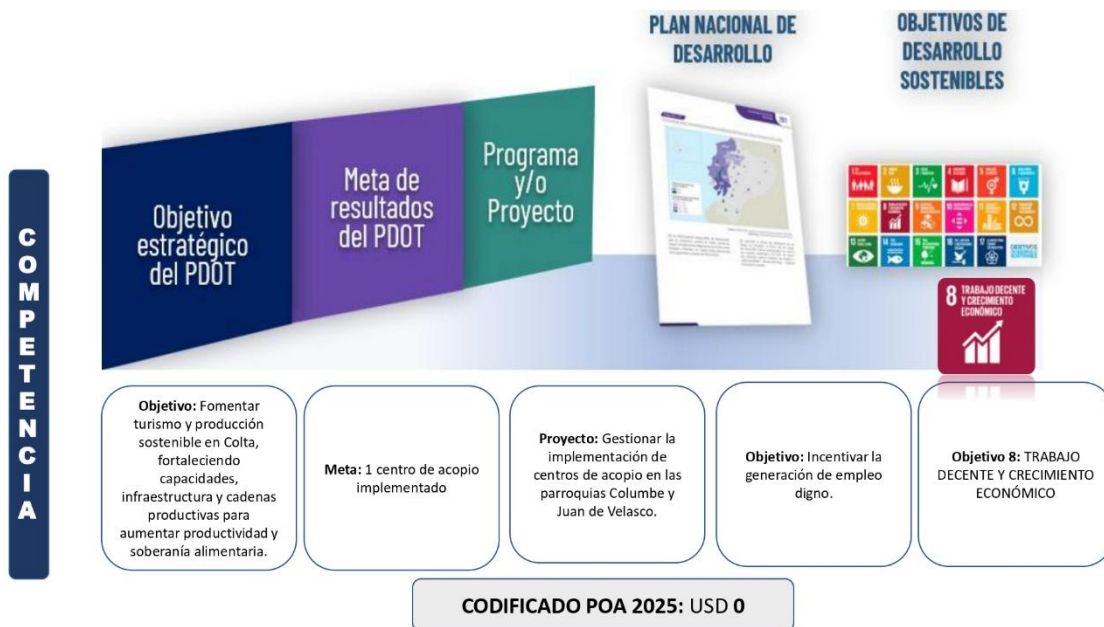 PLAN NACIONAL DE
DESARROLLO
OBJETIVOS DE
DESARROLLO
SOSTENIBLES
Objetivo
estratégico
del PDOT
Meta de
resultados
del PDOT
Programa
y/o
Proyecto
8 TRABAJO DECENTE
Y CRECIMIENTO
ECONÓMICO
COMPETENCIA
Objetivo: Fomentar
turismo y producción
sostenible en Colta,
fortaleciendo
capacidades,
infraestructura y cadenas
productivas para
aumentar productividad y
soberanía alimentaria.
Meta: 1 centro de acopio
implementado
Proyecto: Gestionar la
implementación de
centros de acopio en las
parroquias Columbe y
Juan de Velasco.
Objetivo: Incentivar la
generación de empleo
digno.
Objetivo 8: TRABAJO
DECENTE Y CRECIMIENTO
ECONÓMICO
CODIFICADO POA 2025: USD 0